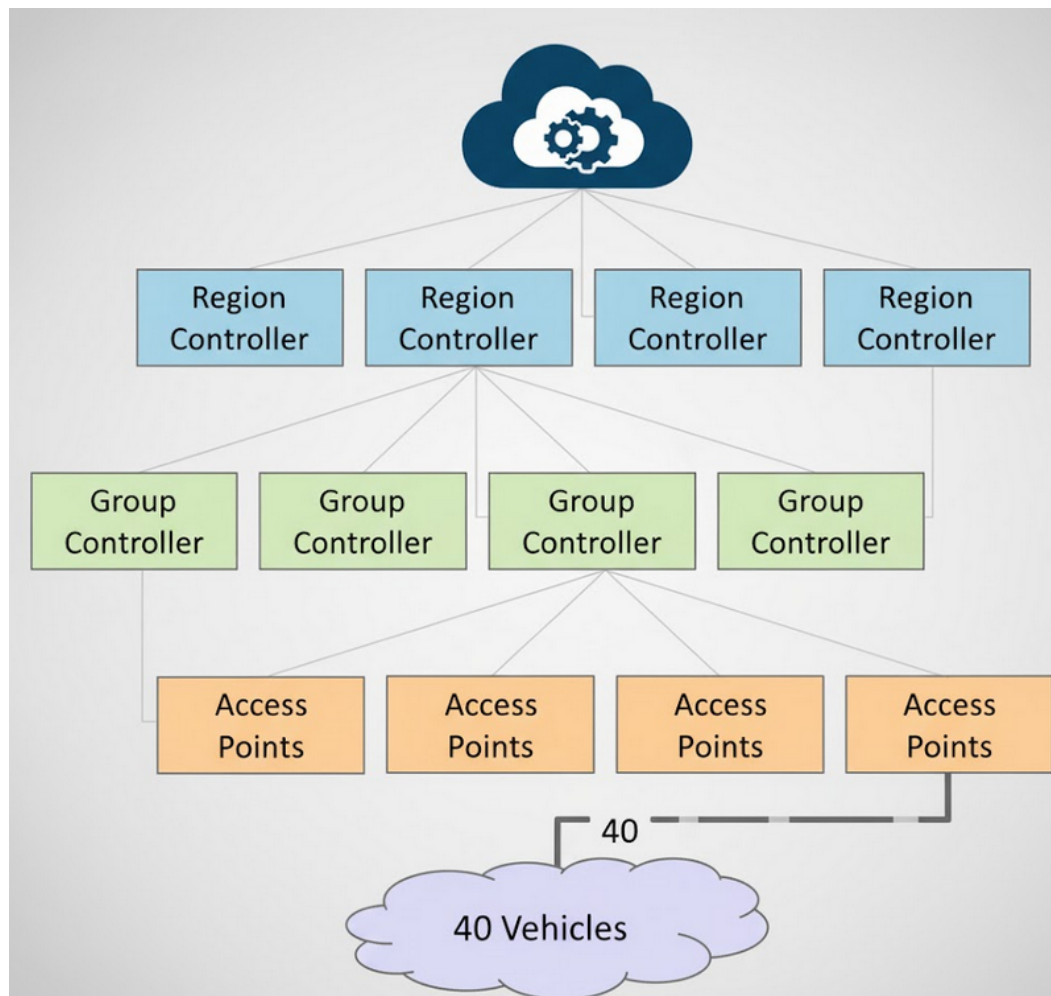 Region
Controller
Region
Controller
Region
Controller
Region
Controller
Group
Controller
Group
Controller
Group
Controller
Group
Controller
Access
Points
Access
Points
Access
Points
Access
Points
40
40 Vehicles